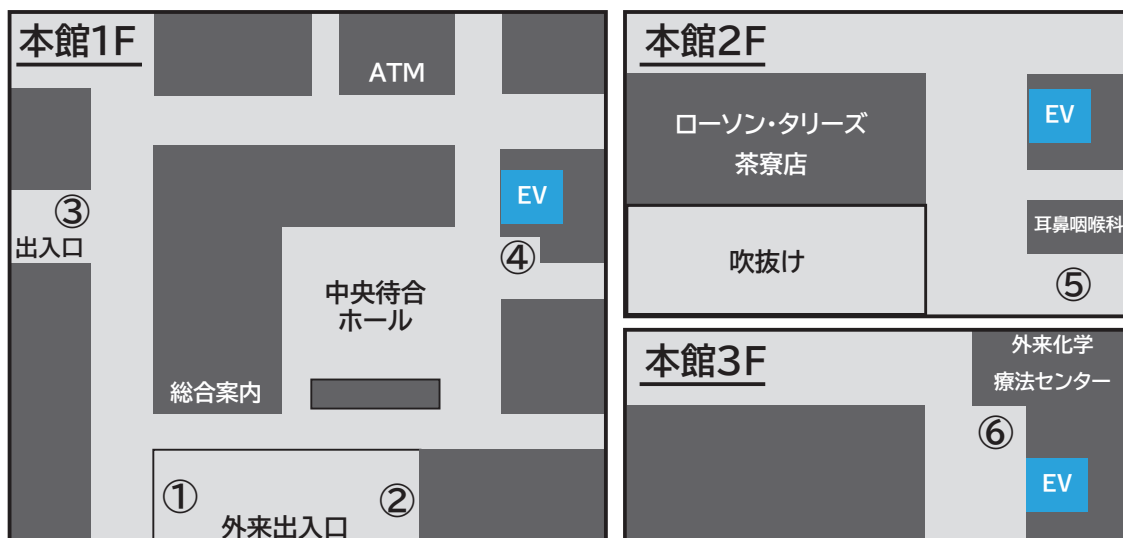 本館1F
ATM
EV
③
出入口
④
中央待合
ホール
総合案内
①
②
外来出入口
本館2F
ローソン・タリーズ
茶寮店
EV
耳鼻咽喉科
吹抜け
⑤
本館3F
外来化学
療法センター
⑥
EV